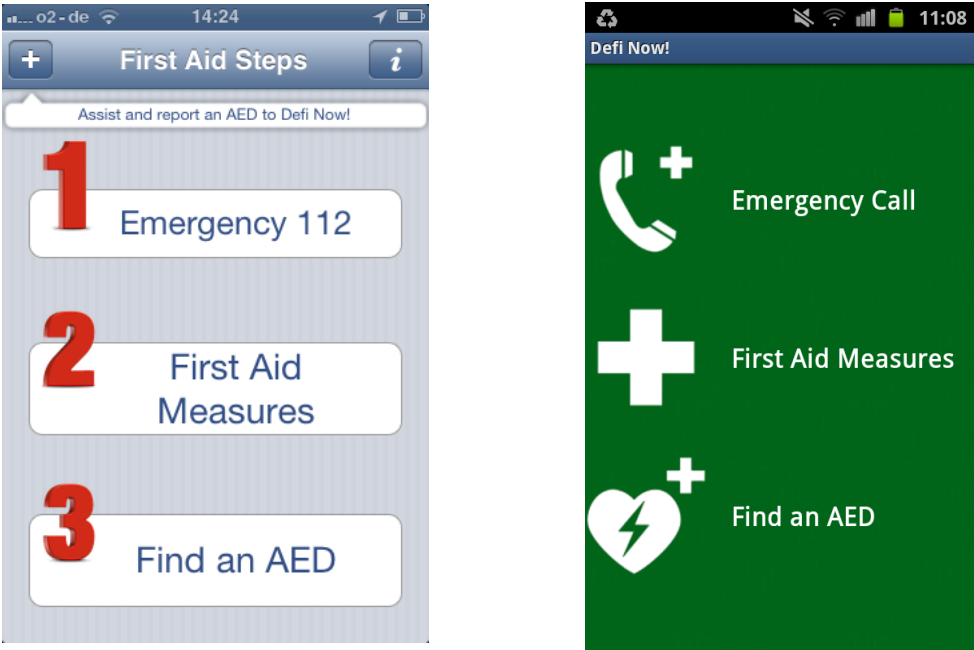 ...o2-de 14:24
First Aid Steps
Assist and report an AED to Defi Now!
1
Emergency 112
2
First Aid
Measures
3
Find an AED
11:08
Defi Now!
Emergency Call
First Aid Measures
Find an AED